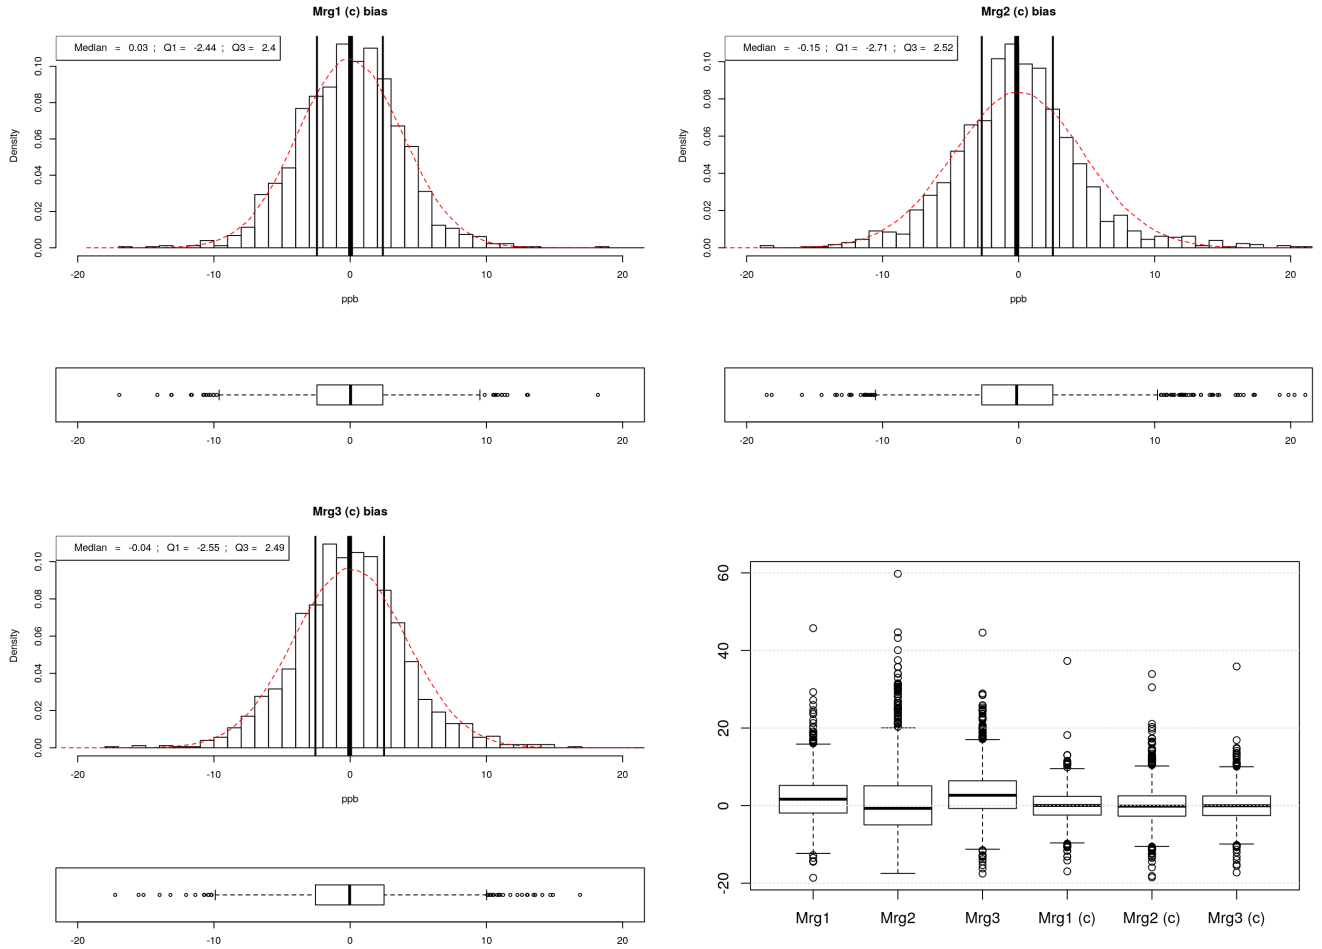 Mrg1 (c) bias
Median = 0.03 ; Q1 = -2.44 ; Q3 = 2.4
Density
0.00 0.02 0.04 0.06 0.08 0.10
-20 -10 0 10 20
ppb
-20 -10 0 10 20
Mrg2 (c) bias
Median = -0.15 ; Q1 = -2.71 ; Q3 = 2.52
Density
0.00 0.02 0.04 0.06 0.08 0.10
-20 -10 0 10 20
ppb
-20 -10 0 10 20
Mrg3 (c) bias
Median = -0.04 ; Q1 = -2.55 ; Q3 = 2.49
Density
0.00 0.02 0.04 0.06 0.08 0.10
-20 -10 0 10 20
ppb
-20 -10 0 10 20
-20 0 20 40 60
Mrg1 Mrg2 Mrg3 Mrg1 (c) Mrg2 (c) Mrg3 (c)